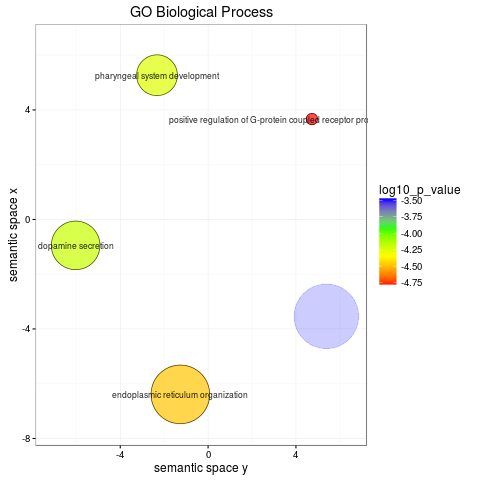 GO Biological Process
pharyngeal system development
positive regulation of G-protein coupled receptor pro
dopamine secretion
endoplasmic reticulum organization
4
0
-4
-8
-4
0
4
semantic space x
semantic space y
log10_p_value
-3.50
-3.75
-4.00
-4.25
-4.50
-4.75